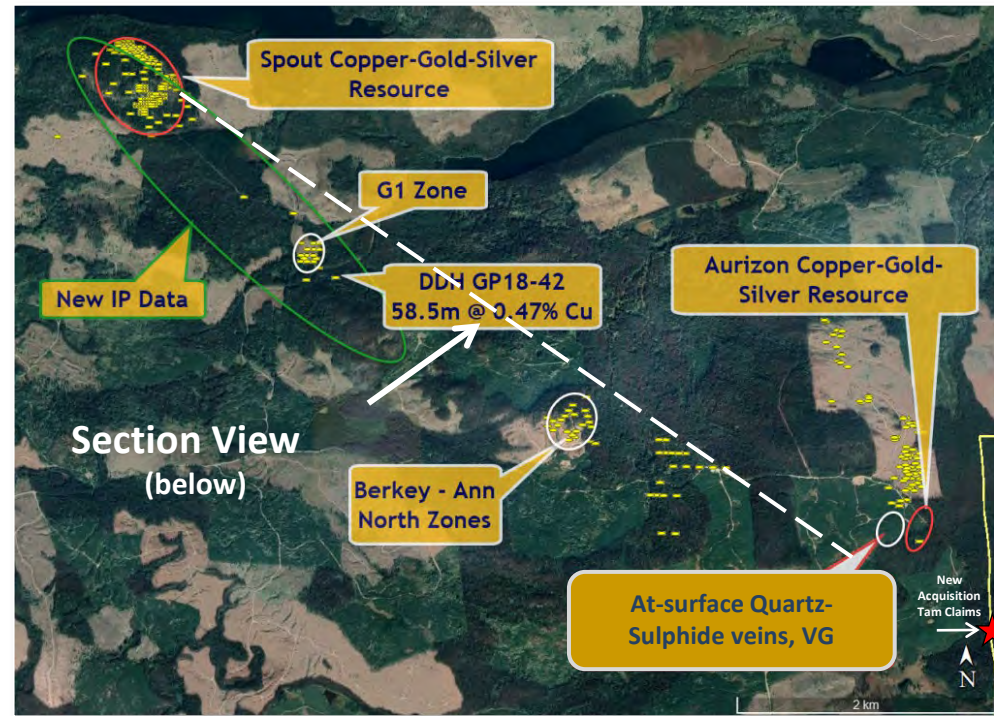 Spout Copper-Gold-Silver
Resource
G1 Zone
New IP Data
DDH GP18-42
58.5m @ 0.47% Cu
Aurizon Copper-Gold-
Silver Resource
Section View
(below)
Berkey - Ann
North Zones
At-surface Quartz-
Sulphide veins, VG
New
Acquisition
Tam Claims
N
2 km